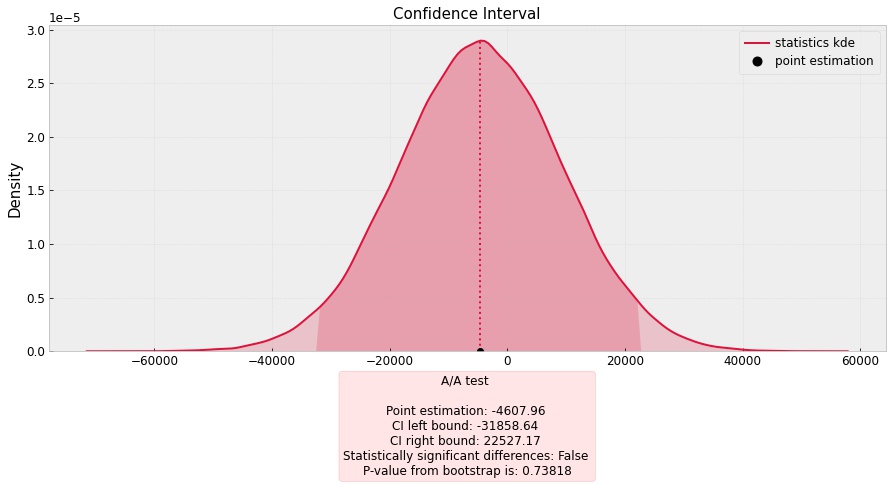 Confidence Interval
1e−5
3.0
2.5
2.0
1.5
1.0
0.5
0.0
Density
statistics kde
point estimation
−60000 −40000 −20000 0 20000 40000 60000
A/A test
Point estimation: -4607.96
CI left bound: -31858.64
CI right bound: 22527.17
Statistically significant differences: False
P-value from bootstrap is: 0.73818